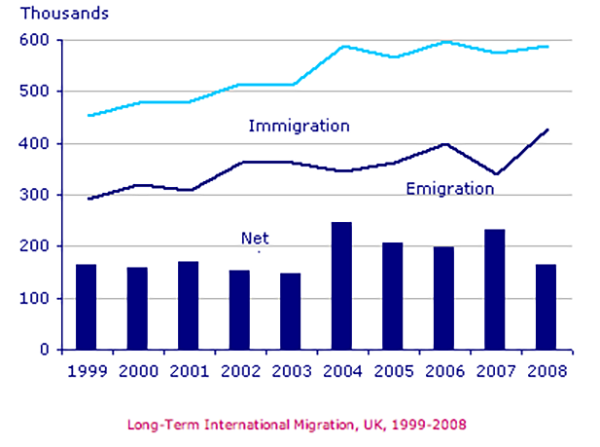 Thousands
600
500
400
300
200
100
0
Immigration
Emigration
Net
1999 2000 2001 2002 2003 2004 2005 2006 2007 2008
Long-Term International Migration, UK, 1999-2008